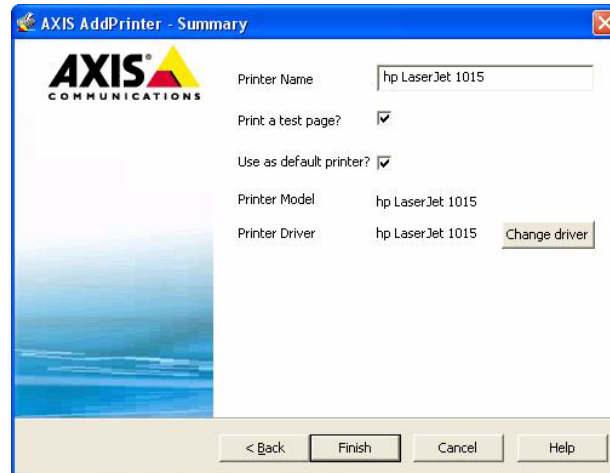 AXIS AddPrinter - Summary
AXIS
COMMUNICATIONS
Printer Name hp LaserJet 1015
Print a test page?
Use as default printer?
Printer Model hp LaserJet 1015
Printer Driver hp LaserJet 1015 Change driver
< Back Finish Cancel Help